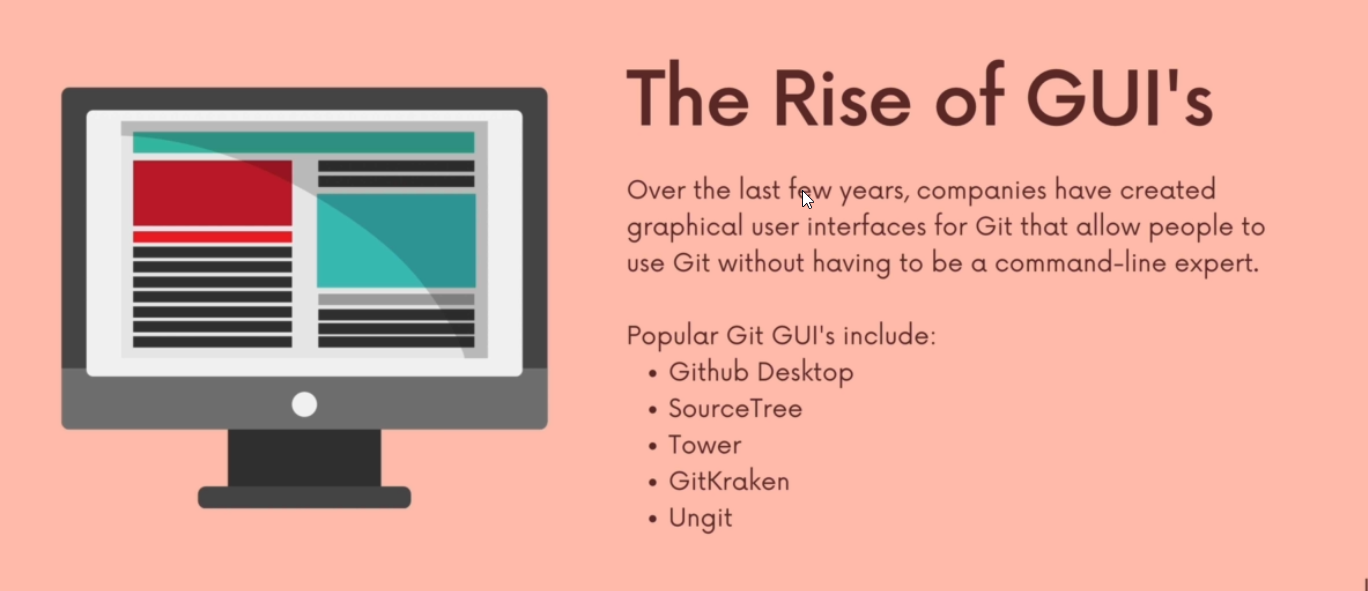 The Rise of GUI's
Over the last few years, companies have created
graphical user interfaces for Git that allow people to
use Git without having to be a command-line expert.
Popular Git GUI's include:
• Github Desktop
• SourceTree
• Tower
• GitKraken
• Ungit